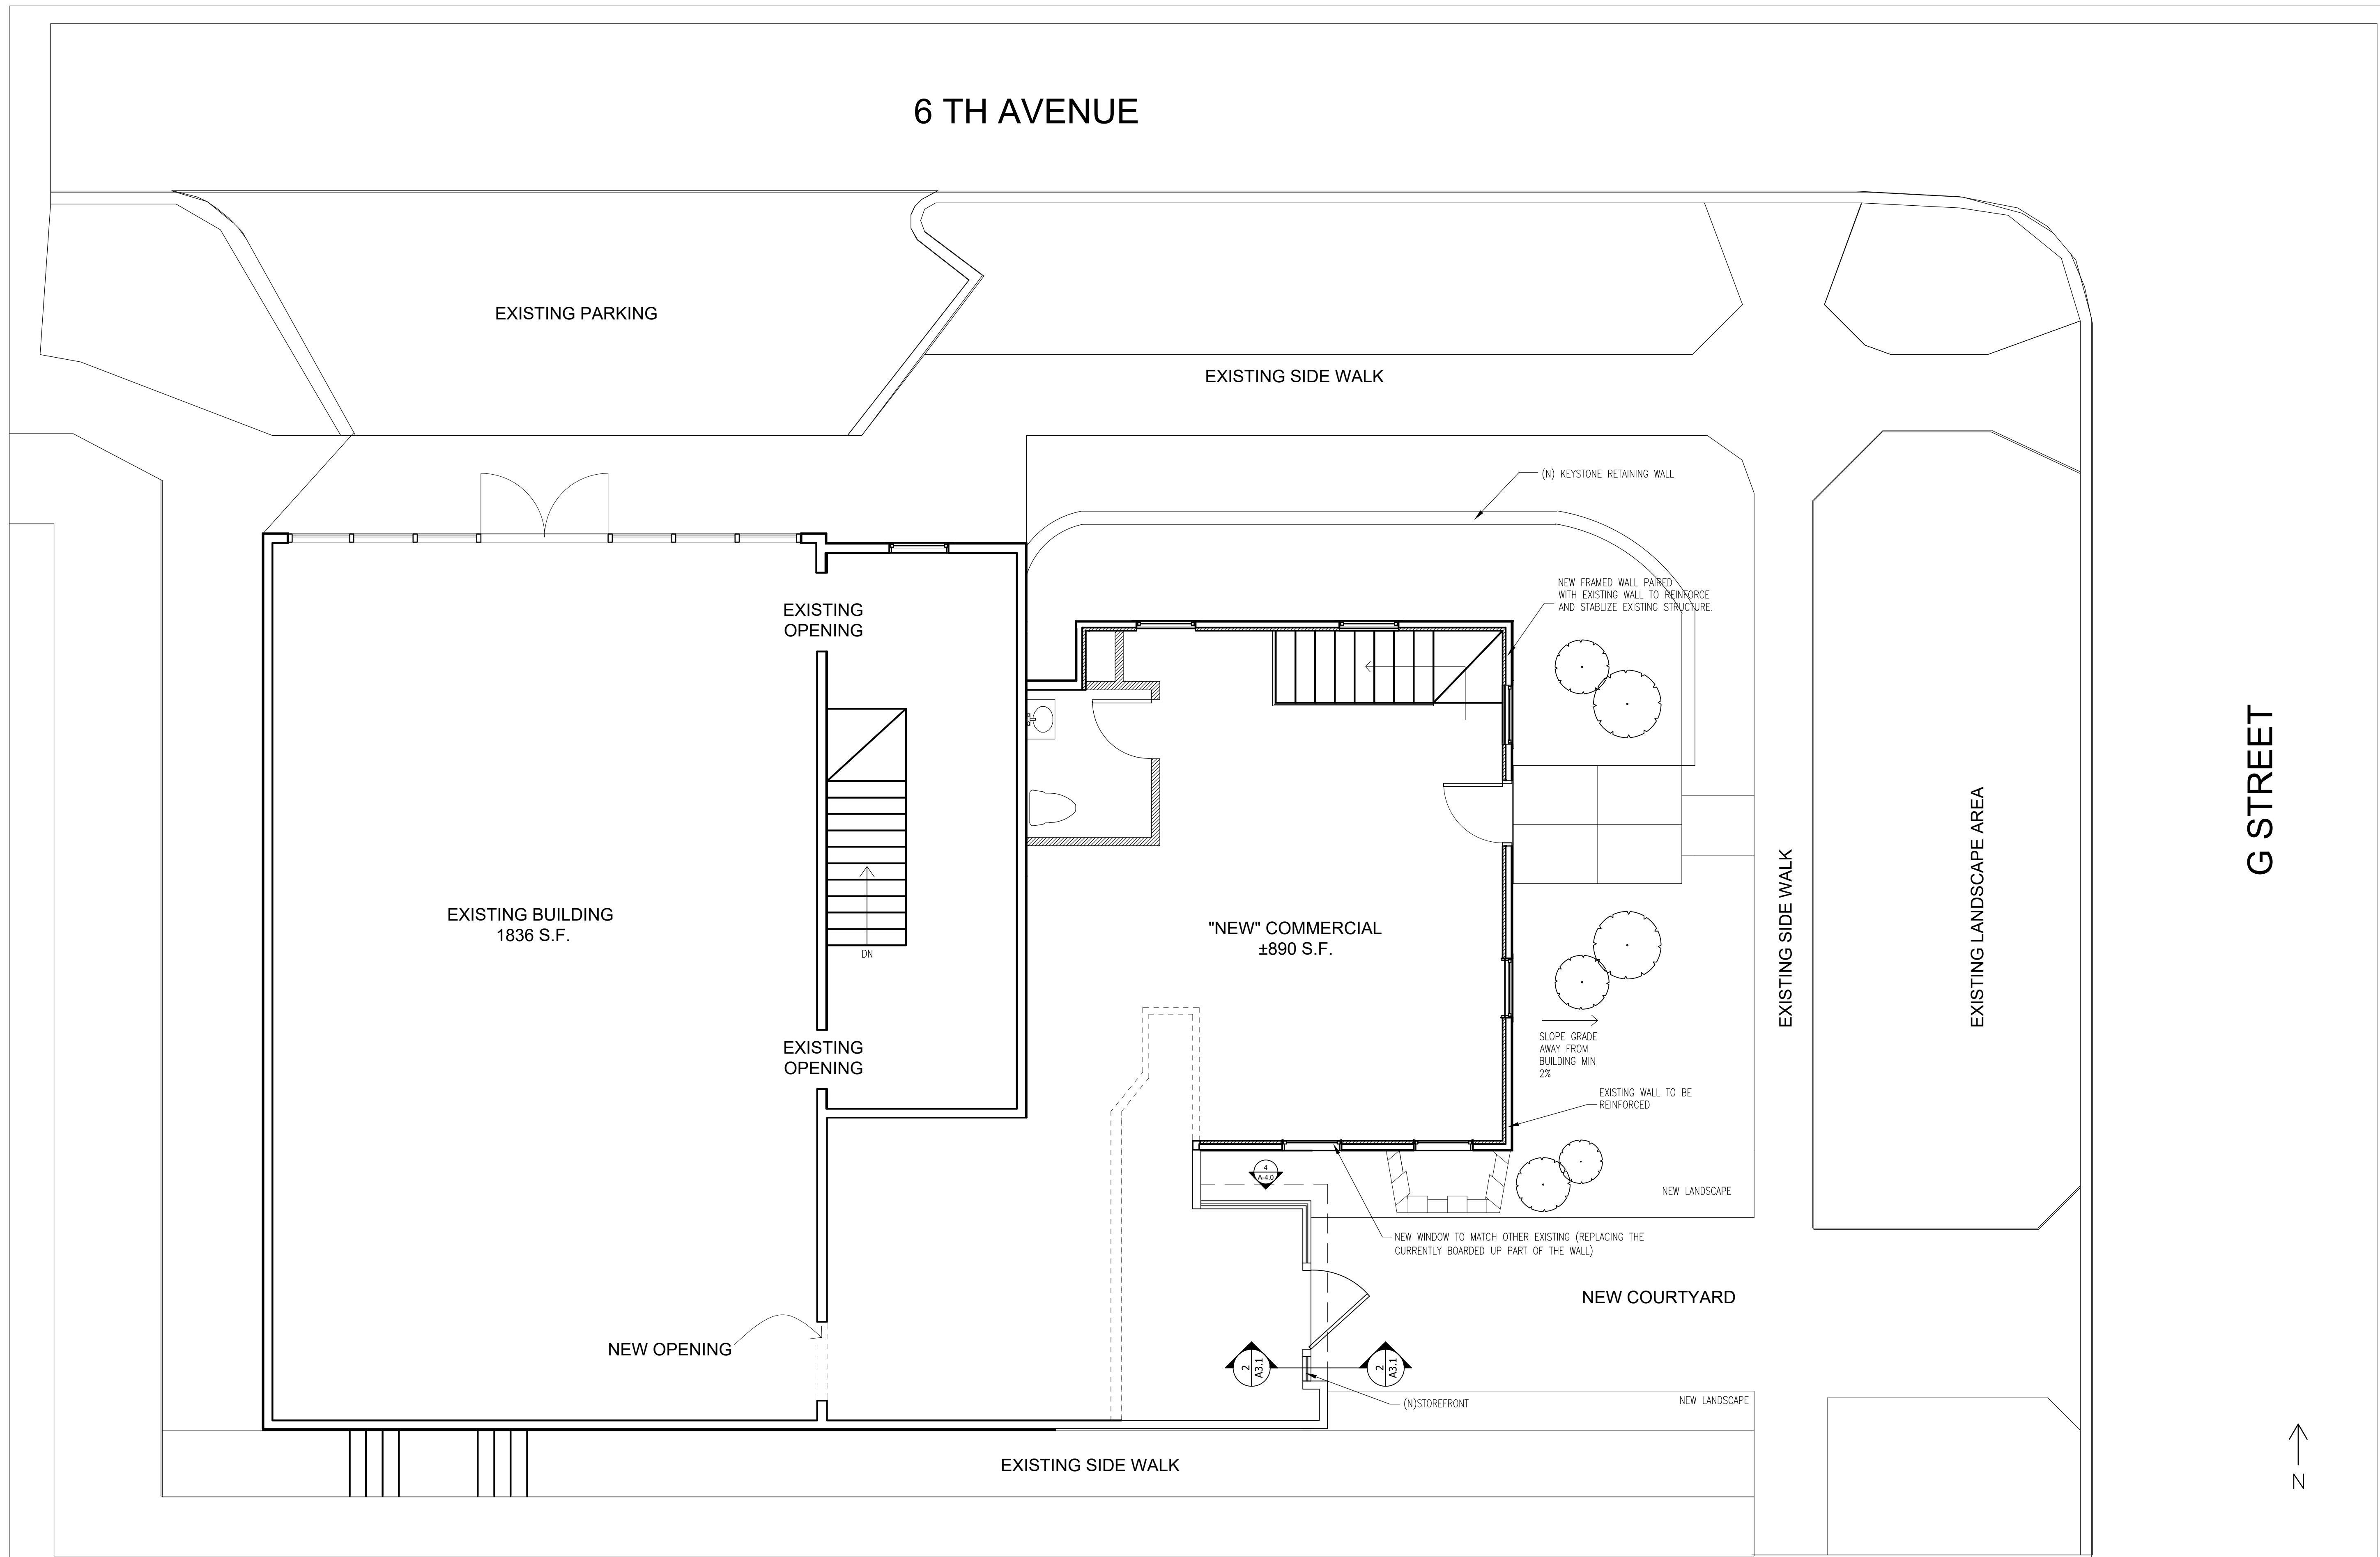 6 TH AVENUE
EXISTING PARKING
EXISTING SIDE WALK
(N) KEYSTONE RETAINING WALL
NEW FRAMED WALL PAIRED
WITH EXISTING WALL TO REINFORCE
AND STABLIZE EXISTING STRUCTURE.
EXISTING
OPENING
G STREET
EXISTING LANDSCAPE AREA
EXISTING SIDE WALK
EXISTING BUILDING
1836 S.F.
DN
"NEW" COMMERCIAL
±890 S.F.
EXISTING
OPENING
SLOPE GRADE
AWAY FROM
BUILDING MIN
2%
EXISTING WALL TO BE
REINFORCED
4
A-4.0
NEW LANDSCAPE
NEW WINDOW TO MATCH OTHER EXISTING (REPLACING THE
CURRENTLY BOARDED UP PART OF THE WALL)
NEW COURTYARD
NEW OPENING
2
A3.1
2
A3.1
(N)STOREFRONT
NEW LANDSCAPE
EXISTING SIDE WALK
N